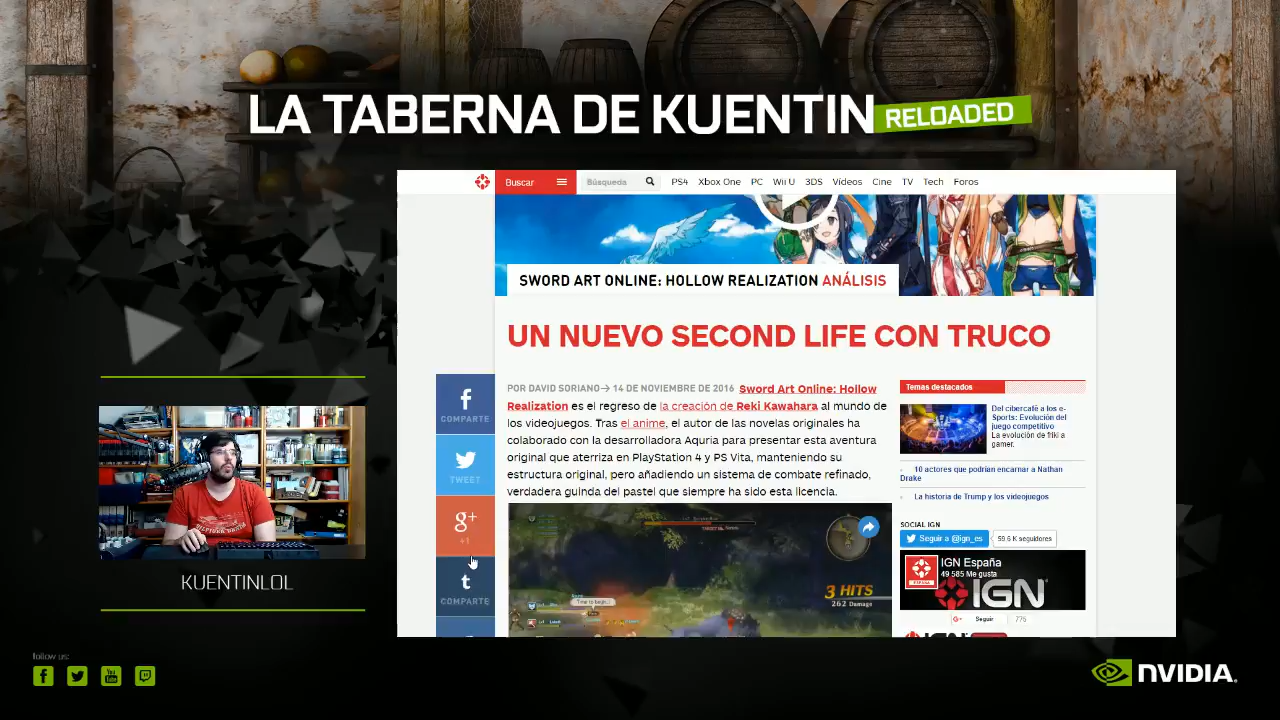 LA TABERNA DE KUENTIN RELOADED
Buscar Búsqueda PS4 Xbox One PC Wii U 3DS Vídeos Cine TV Tech Foros
SWORD ART ONLINE: HOLLOW REALIZATION ANÁLISIS
UN NUEVO SECOND LIFE CON TRUCO
POR DAVID SORIANO → 14 DE NOVIEMBRE DE 2016 Sword Art Online: Hollow
Realization es el regreso de la creación de Reki Kawahara al mundo de
los videojuegos. Tras el anime, el autor de las novelas originales ha
colaborado con la desarrolladora Aquria para presentar esta aventura
original que aterriza en PlayStation 4 y PS Vita, manteniendo su
estructura original, pero añadiendo un sistema de combate refinado,
verdadera guinda del pastel que siempre ha sido esta licencia.
COMPARTE
TWEET
g+
+1
t
COMPARTE
3 HITS
262 Damage
Temas destacados
Del cibercafé a los e-
Sports: Evolución del
juego competitivo
La evolución de friki a
gamer.
10 actores que podrían encarnar a Nathan
Drake
La historia de Trump y los videojuegos
SOCIAL IGN
Seguir a @ign_es 59.6 K seguidores
IGN España
49 585 Me gusta
IGN
G+ Seguir 775
KUENTINLOL
follow us:
You
Tube
NVIDIA.